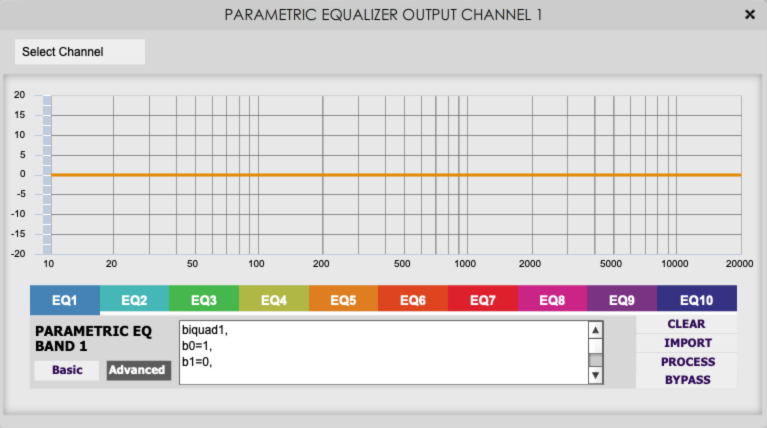 PARAMETRIC EQUALIZER OUTPUT CHANNEL 1 ×
Select Channel
20
15
10
5
0
-5
-10
-15
-20
10 20 50 100 200 500 1000 2000 5000 10000 20000
EQ1 EQ2 EQ3 EQ4 EQ5 EQ6 EQ7 EQ8 EQ9 EQ10
PARAMETRIC EQ
BAND 1
Basic Advanced
biquad1,
b0=1,
b1=0,
CLEAR
IMPORT
PROCESS
BYPASS